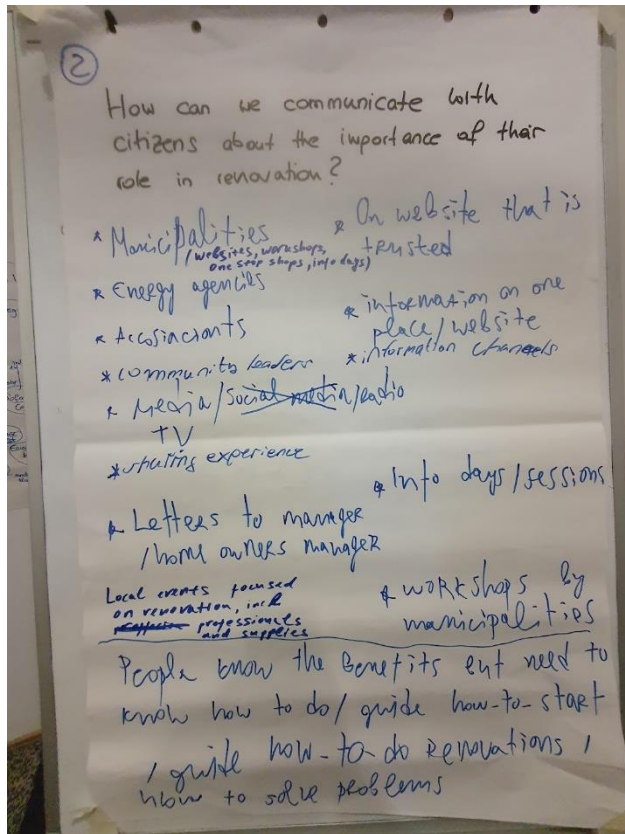 2
How can we communicate with
citizens about the importance of their
role in renovation?
* Municipalities
(websites, workshops,
one stop shops, info days)
* Energy agencies
* Accosiacionts
* community leaders
* Media/social media/radio
TV
* sharing experience
* Letters to manager
/home owners manager
Local events focused
on renovation, incl
professionals
and supplies
* On website that is
trusted
* information on one
place/website
* information channels
* Info days/sessions
* workshops by
municipalities
People know the benefits but need to
know how to do/ guide how-to-start
/ guide how-to-do renovations /
how to solve problems